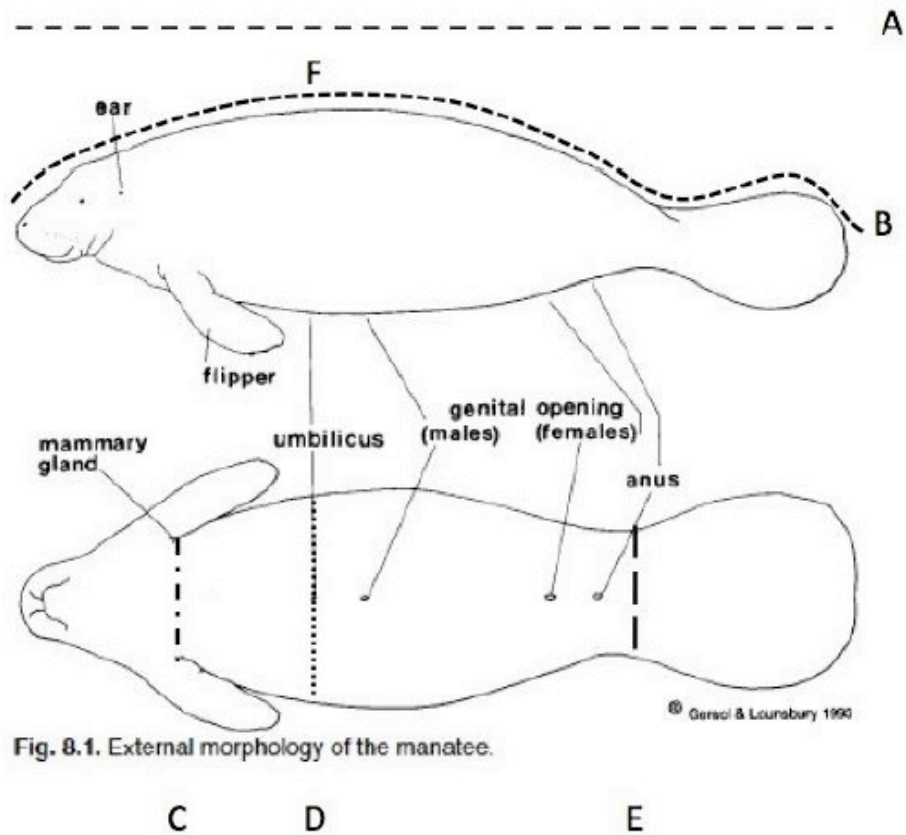 A
F
ear
B
flipper
genital opening
mammary
gland
umbilicus
(males)
(females)
anus
® Gersol & Lounsbury 1990
Fig. 8.1. External morphology of the manatee.
C
D
E